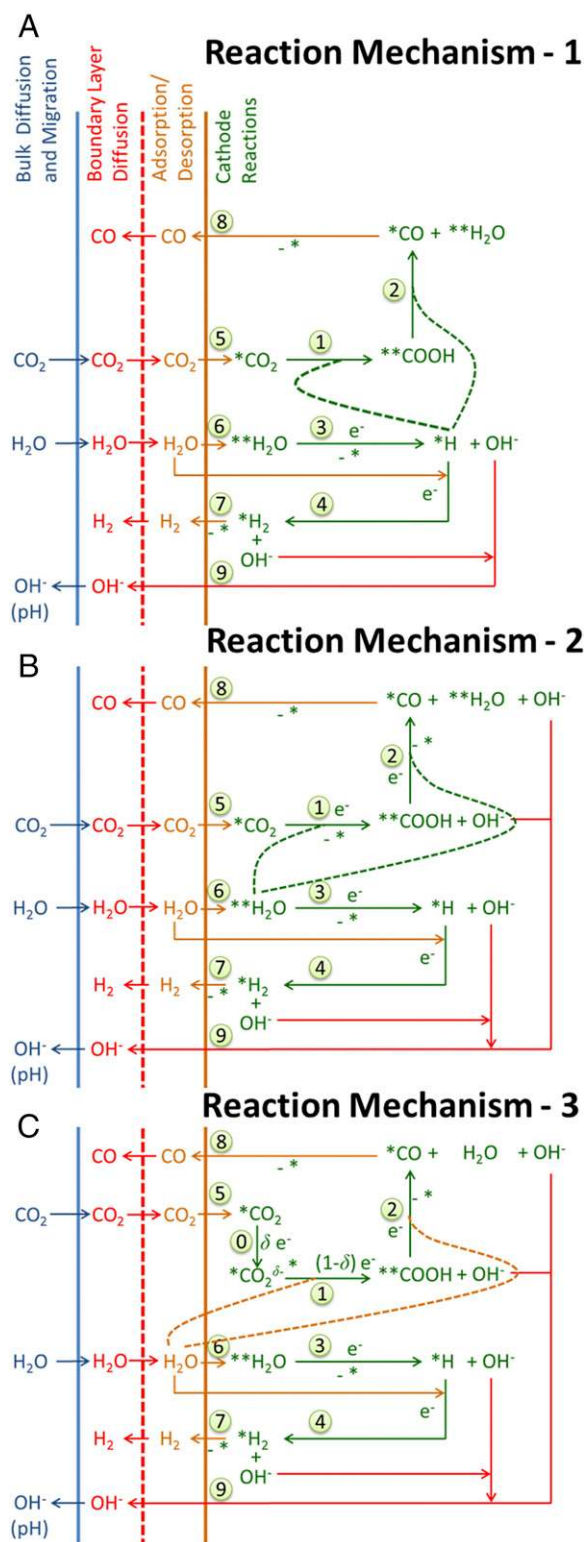 A
Reaction Mechanism - 1
Bulk Diffusion and Migration
Boundary Layer Diffusion
Adsorption/ Desorption
Cathode Reactions
CO CO 8 - * *CO + **H₂O
2
CO₂ CO₂ CO₂ 5 *CO₂ 1 **COOH
H₂O H₂O H₂O 6 **H₂O 3 e⁻ - * *H + OH⁻
e⁻
H₂ H₂ 7 - * *H₂ 4
+
OH⁻
OH⁻ OH⁻ 9
(pH)
Reaction Mechanism - 2
B
CO CO 8 - * *CO + **H₂O + OH⁻
2 - *
e⁻
CO₂ CO₂ CO₂ 5 *CO₂ 1 e⁻ - * **COOH + OH⁻
H₂O H₂O H₂O 6 **H₂O 3 e⁻ - * *H + OH⁻
e⁻
H₂ H₂ 7 - * *H₂ 4
+
OH⁻
OH⁻ OH⁻ 9
(pH)
Reaction Mechanism - 3
C
CO CO 8 - * *CO + H₂O + OH⁻
CO₂ CO₂ CO₂ 5 *CO₂
2 - *
e⁻
0 δ e⁻
*CO₂ δ- * (1-δ) e⁻ 1 **COOH + OH⁻
H₂O H₂O H₂O 6 **H₂O 3 e⁻ - * *H + OH⁻
e⁻
H₂ H₂ 7 - * *H₂ 4
+
OH⁻
OH⁻ OH⁻ 9
(pH)